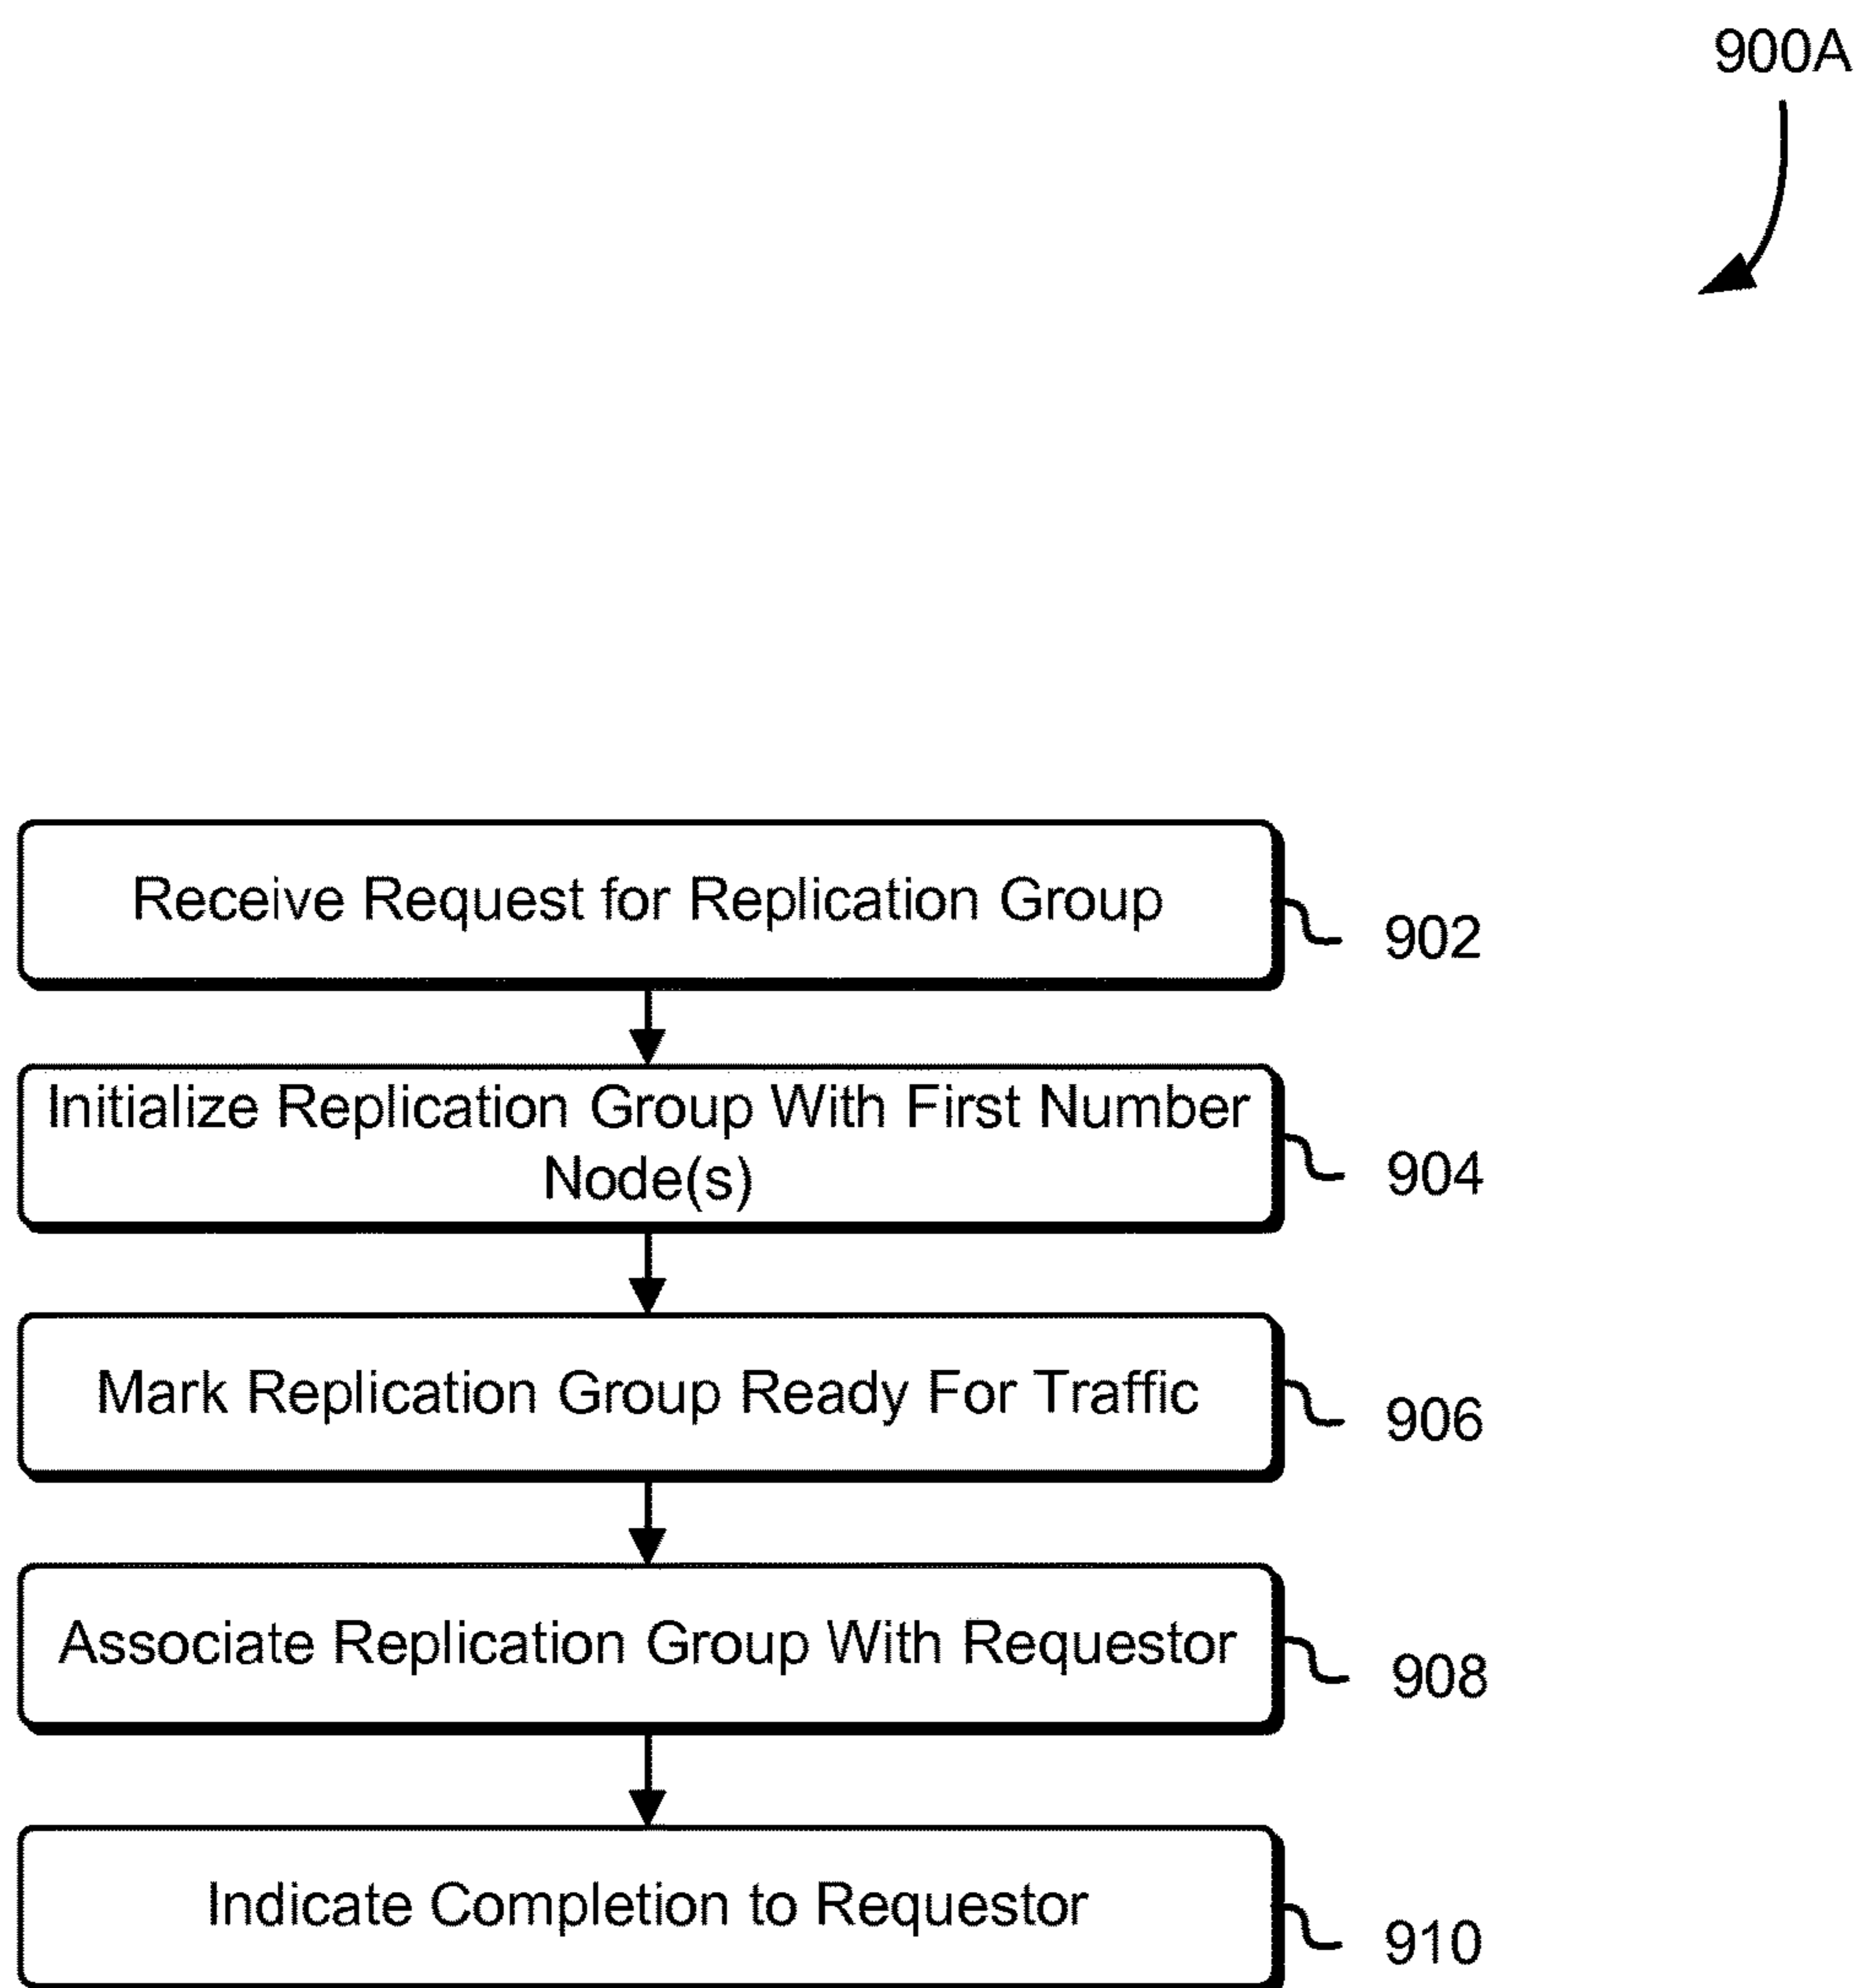 900A
Receive Request for Replication Group
902
Initialize Replication Group With First Number
Node(s)
904
Mark Replication Group Ready For Traffic
906
Associate Replication Group With Requestor
908
Indicate Completion to Requestor
910